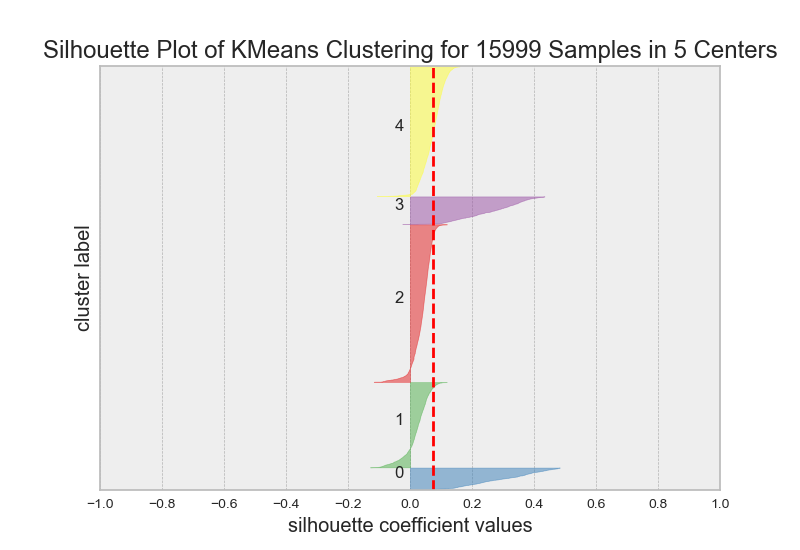 Silhouette Plot of KMeans Clustering for 15999 Samples in 5 Centers
cluster label
4
3
2
1
0
−1.0 −0.8 −0.6 −0.4 −0.2 0.0 0.2 0.4 0.6 0.8 1.0
silhouette coefficient values